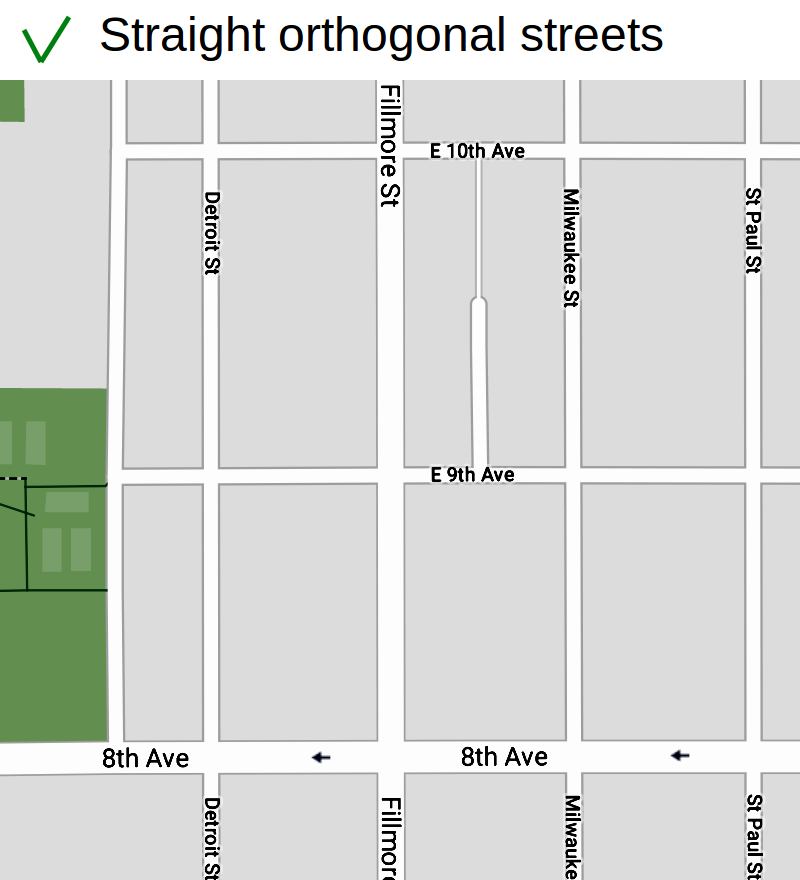 Straight orthogonal streets
Fillmore St
E 10th Ave
Detroit St
Milwaukee St
St Paul St
E 9th Ave
8th Ave
8th Ave
Detroit St
Fillmore
Milwauke
St Paul St